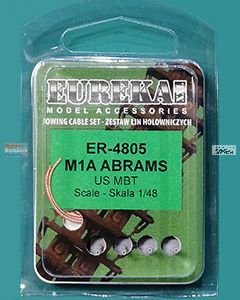 EUREKA!
MODEL ACCESSORIES
TOWING CABLE SET - ZESTAW LIN HOLOWNICZYCH
ER-4805
M1A ABRAMS
US MBT
Scale - Skala 1/48